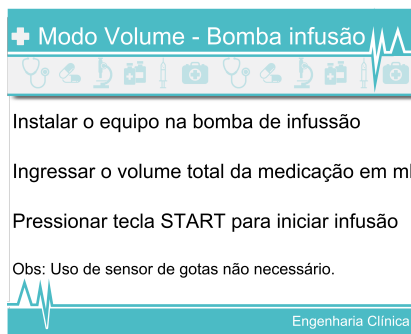 Modo Volume - Bomba infusão
Instalar o equipo na bomba de infussão
Ingressar o volume total da medicação em ml
Pressionar tecla START para iniciar infusão
Obs: Uso de sensor de gotas não necessário.
Engenharia Clínica